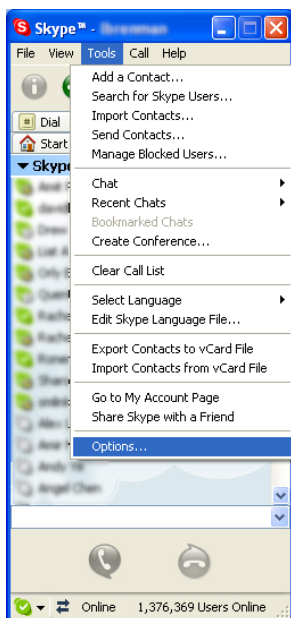 Skype™ -
File View Tools Call Help
Add a Contact...
Search for Skype Users...
Import Contacts...
Send Contacts...
Manage Blocked Users...
Dial
Start
Skype
Chat
Recent Chats
Bookmarked Chats
Create Conference...
Clear Call List
Select Language
Edit Skype Language File...
Export Contacts to vCard File
Import Contacts from vCard File
Go to My Account Page
Share Skype with a Friend
Options...
Angel Chen
Online 1,376,369 Users Online